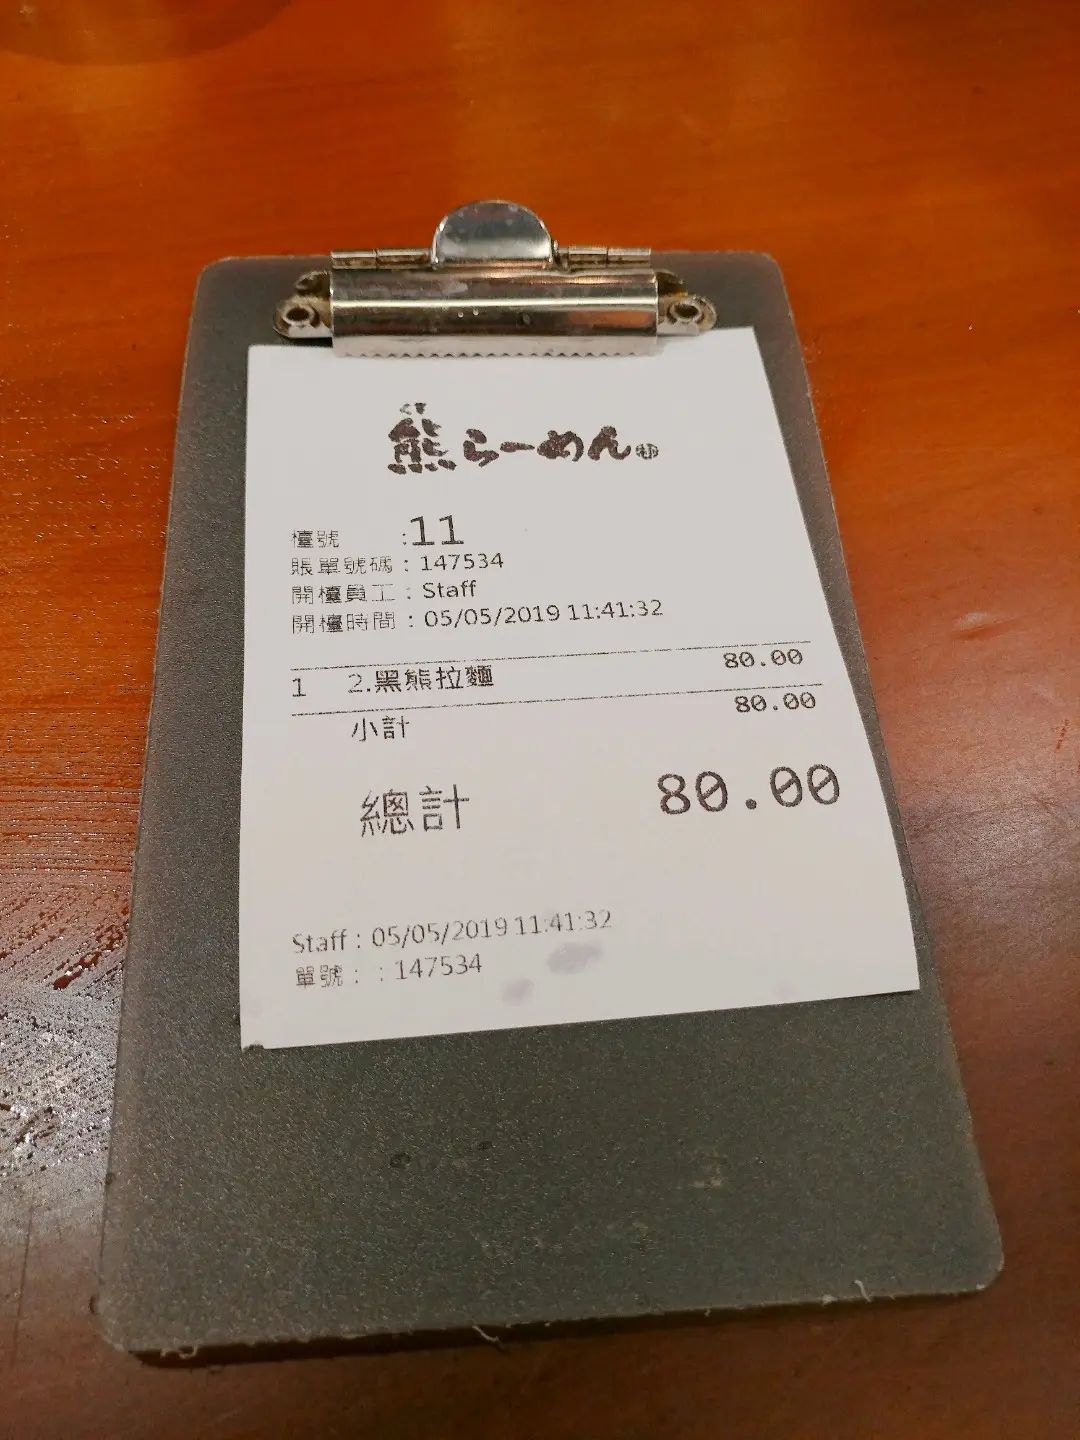 くま
熊らーめん
檯號 :11
賬單號碼 : 147534
開檯員工 : Staff
開檯時間 : 05/05/2019 11:41:32
1 2.黑熊拉麵 80.00
小計 80.00
總計 80.00
Staff : 05/05/2019 11:41:32
單號 : : 147534